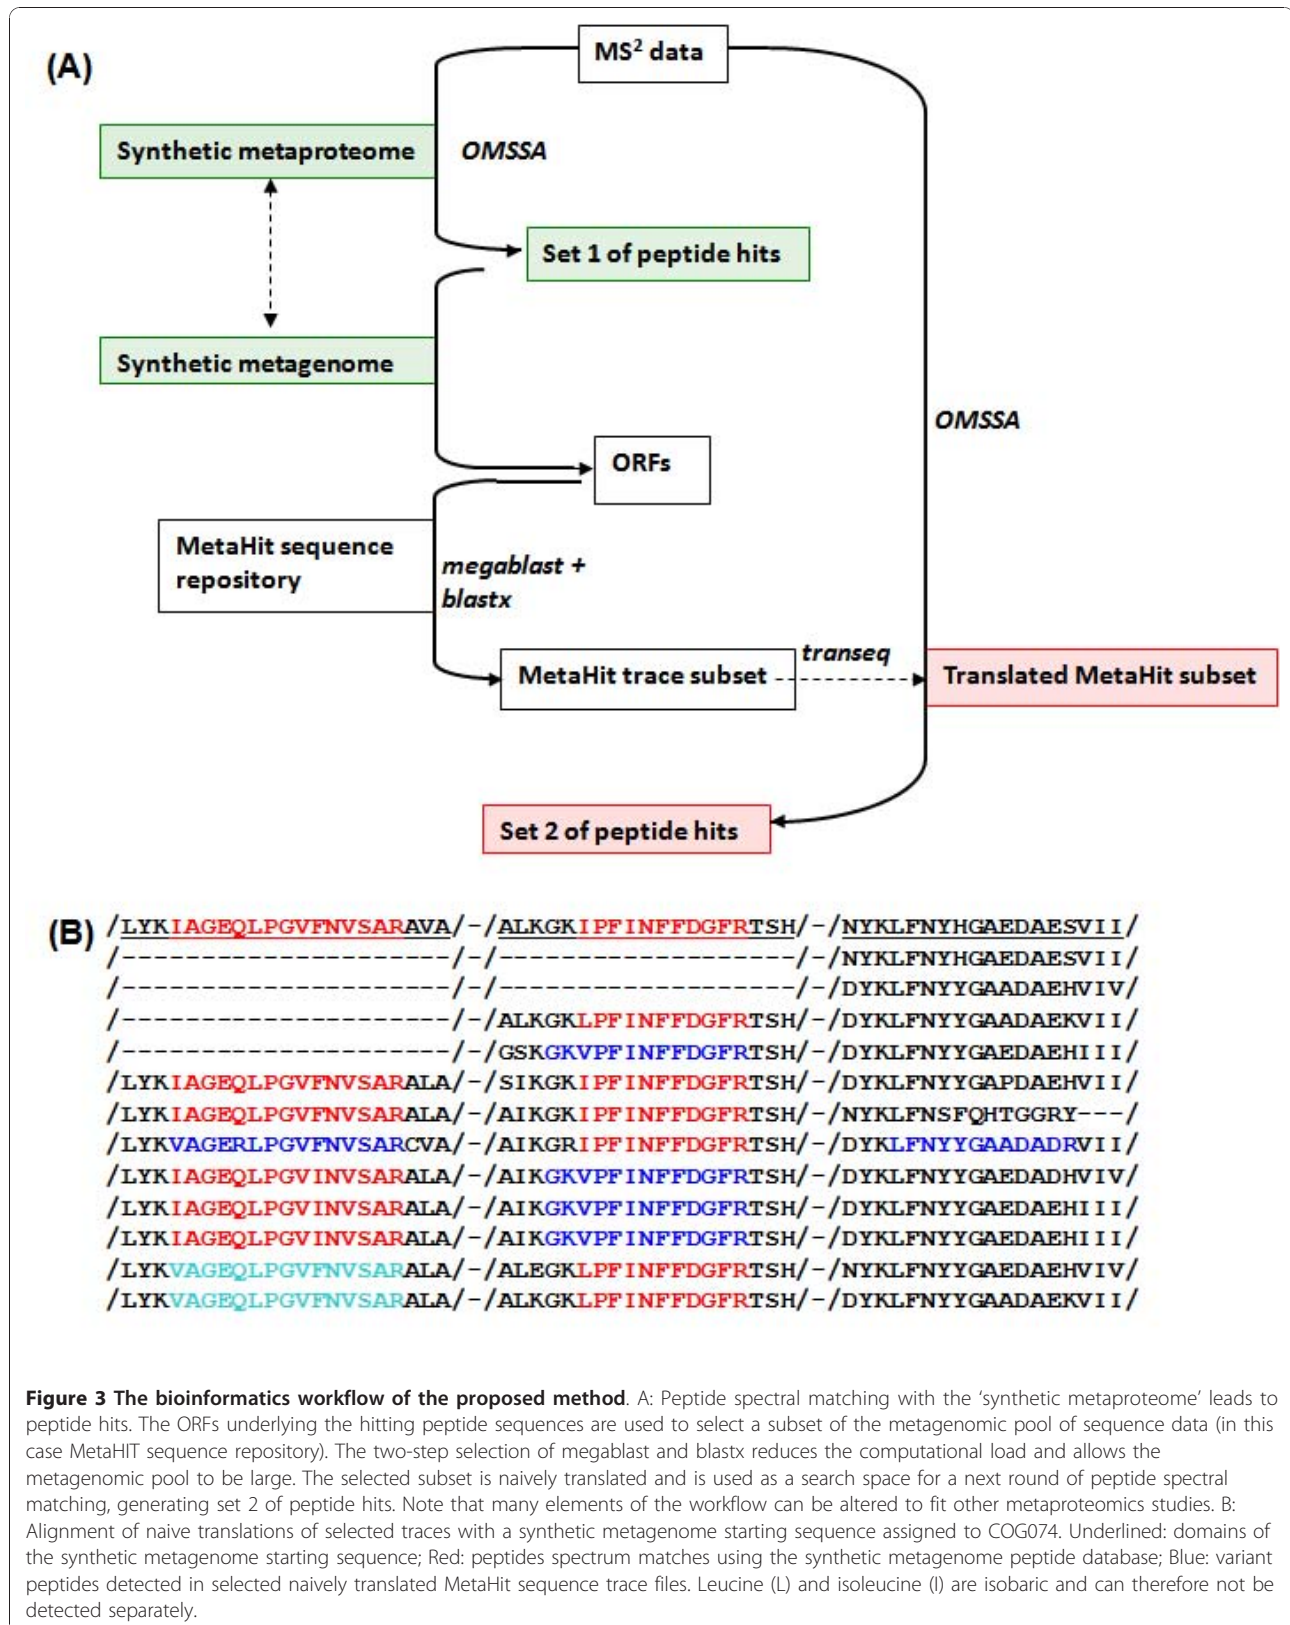 (A)
MS² data
Synthetic metaproteome
OMSSA
Set 1 of peptide hits
Synthetic metagenome
OMSSA
ORFs
MetaHit sequence
repository
megablast +
blastx
MetaHit trace subset
transeq
Translated MetaHit subset
Set 2 of peptide hits
(B)
/LYKIAGEQLPGVFNVSARAVA/-/ALKGKIPFINFFDGFRTSH/-/NYKLFNYHGAEDAESVII/
/---------------------/-/-------------------/-/NYKLFNYHGAEDAESVII/
/---------------------/-/-------------------/-/DYKLFNYYGAADAEHVIV/
/---------------------/-/ALKGKLPFINFFDGFRTSH/-/DYKLFNYYGAADAEKVII/
/---------------------/-/GSKGKVPFINFFDGFRTSH/-/DYKLFNYYGAEDAEHIII/
/LYKIAGEQLPGVFNVSARALA/-/SIKGKIPFINFFDGFRTSH/-/DYKLFNYYGAPDAEHVII/
/LYKIAGEQLPGVFNVSARALA/-/AIKGKIPFINFFDGFRTSH/-/NYKLFNSFQHTGGRY---/
/LYKVAGERLPGVFNVSARCVA/-/AIKGRIPFINFFDGFRTSH/-/DYKLFNYYGAADADRVII/
/LYKIAGEQLPGVINVSARALA/-/AIKGKVPFINFFDGFRTSH/-/DYKLFNYYGAEDADHVIV/
/LYKIAGEQLPGVINVSARALA/-/AIKGKVPFINFFDGFRTSH/-/DYKLFNYYGAEDAEHIII/
/LYKIAGEQLPGVINVSARALA/-/AIKGKVPFINFFDGFRTSH/-/DYKLFNYYGAEDAEHIII/
/LYKVAGEQLPGVFNVSARALA/-/ALEGKLPFINFFDGFRTSH/-/NYKLFNYYGAEDAEHVIV/
/LYKVAGEQLPGVFNVSARALA/-/ALKGKLPFINFFDGFRTSH/-/DYKLFNYYGAADAEKVII/
Figure 3 The bioinformatics workflow of the proposed method. A: Peptide spectral matching with the ‘synthetic metaproteome’ leads to
peptide hits. The ORFs underlying the hitting peptide sequences are used to select a subset of the metagenomic pool of sequence data (in this
case MetaHIT sequence repository). The two-step selection of megablast and blastx reduces the computational load and allows the
metagenomic pool to be large. The selected subset is naively translated and is used as a search space for a next round of peptide spectral
matching, generating set 2 of peptide hits. Note that many elements of the workflow can be altered to fit other metaproteomics studies. B:
Alignment of naive translations of selected traces with a synthetic metagenome starting sequence assigned to COG074. Underlined: domains of
the synthetic metagenome starting sequence; Red: peptides spectrum matches using the synthetic metagenome peptide database; Blue: variant
peptides detected in selected naively translated MetaHit sequence trace files. Leucine (L) and isoleucine (I) are isobaric and can therefore not be
detected separately.